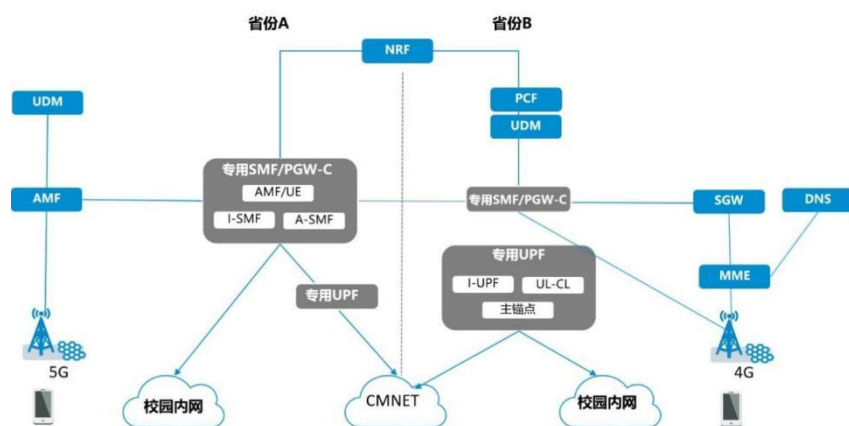 省份A
省份B
NRF
UDM
PCF
UDM
专用SMF/PGW-C
AMF/UE
I-SMF
A-SMF
AMF
专用SMF/PGW-C
SGW
DNS
专用UPF
I-UPF
UL-CL
主锚点
MME
专用UPF
5G
4G
校园内网
CMNET
校园内网